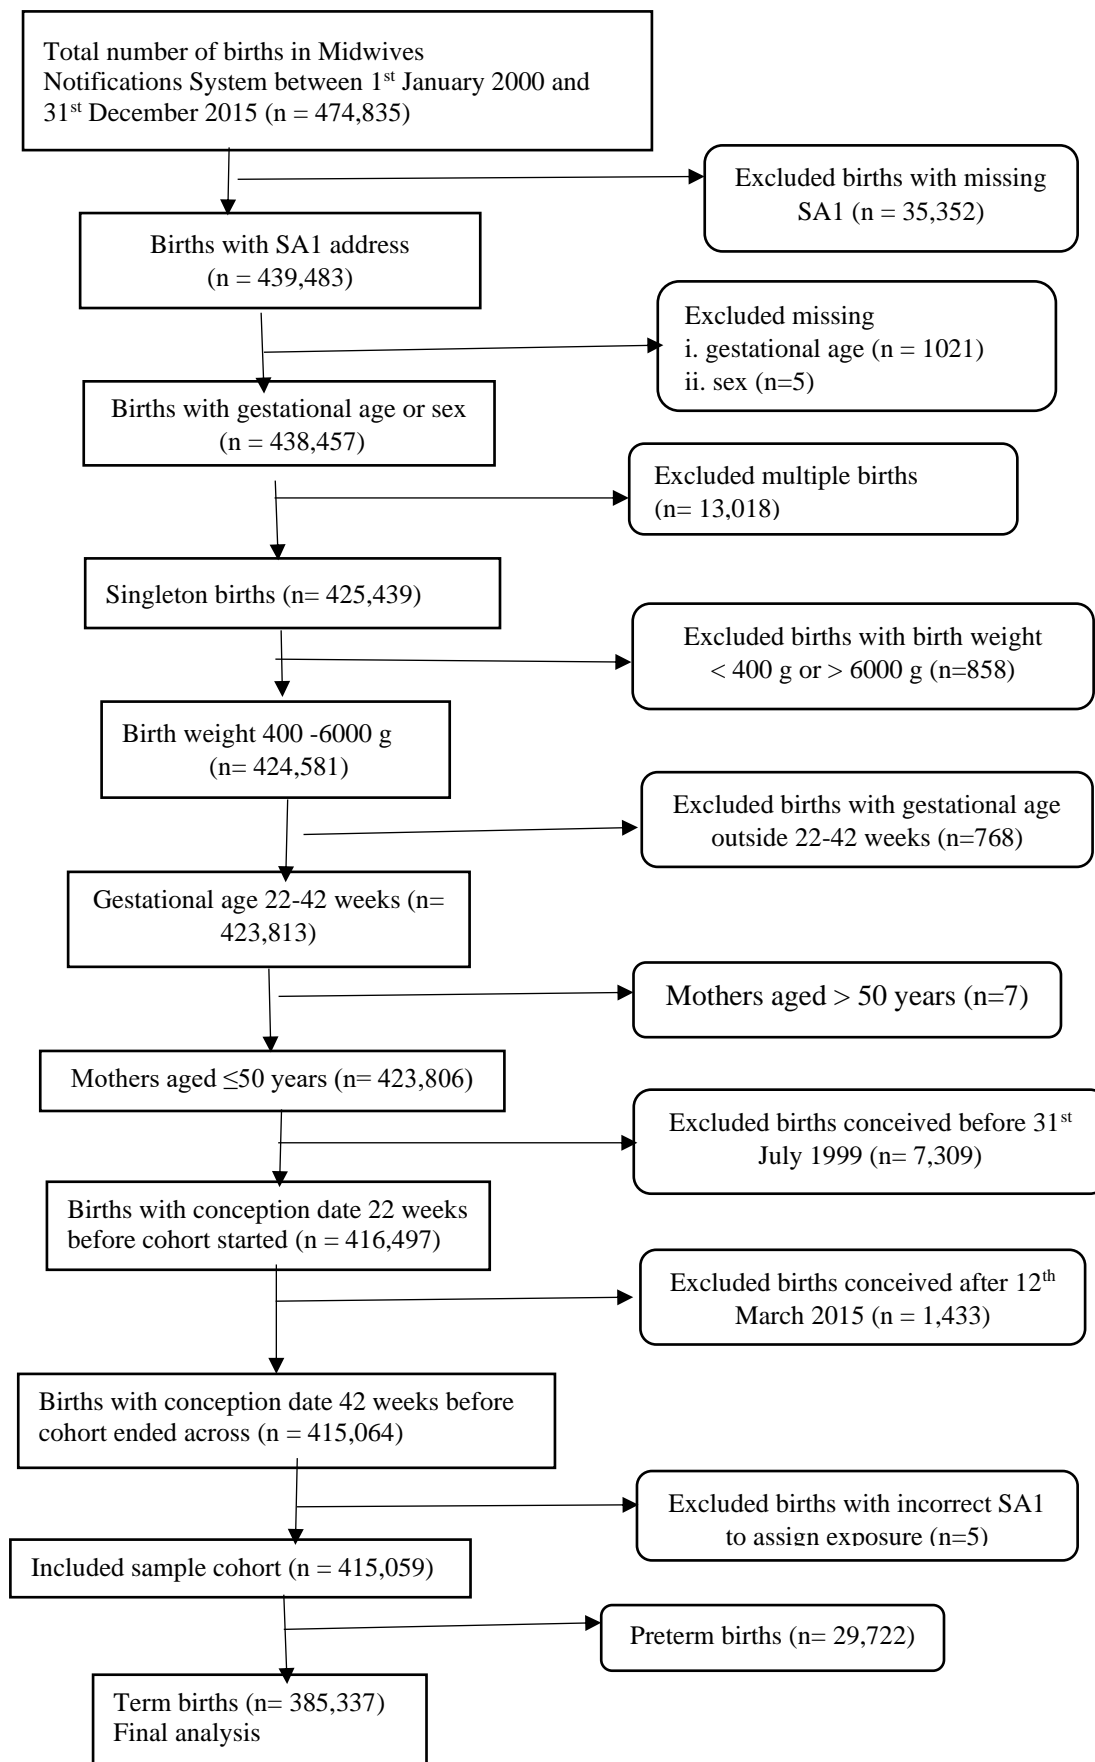 Total number of births in Midwives
Notifications System between 1st January 2000 and
31st December 2015 (n = 474,835)
Excluded births with missing
SA1 (n = 35,352)
Births with SA1 address
(n = 439,483)
Excluded missing
i. gestational age (n = 1021)
ii. sex (n=5)
Births with gestational age or sex
(n = 438,457)
Excluded multiple births
(n= 13,018)
Singleton births (n= 425,439)
Excluded births with birth weight
< 400 g or > 6000 g (n=858)
Birth weight 400 -6000 g
(n= 424,581)
Excluded births with gestational age
outside 22-42 weeks (n=768)
Gestational age 22-42 weeks (n=
423,813)
Mothers aged > 50 years (n=7)
Mothers aged ≤50 years (n= 423,806)
Excluded births conceived before 31st
July 1999 (n= 7,309)
Births with conception date 22 weeks
before cohort started (n = 416,497)
Excluded births conceived after 12th
March 2015 (n = 1,433)
Births with conception date 42 weeks before
cohort ended across (n = 415,064)
Excluded births with incorrect SA1
to assign exposure (n=5)
Included sample cohort (n = 415,059)
Preterm births (n= 29,722)
Term births (n= 385,337)
Final analysis